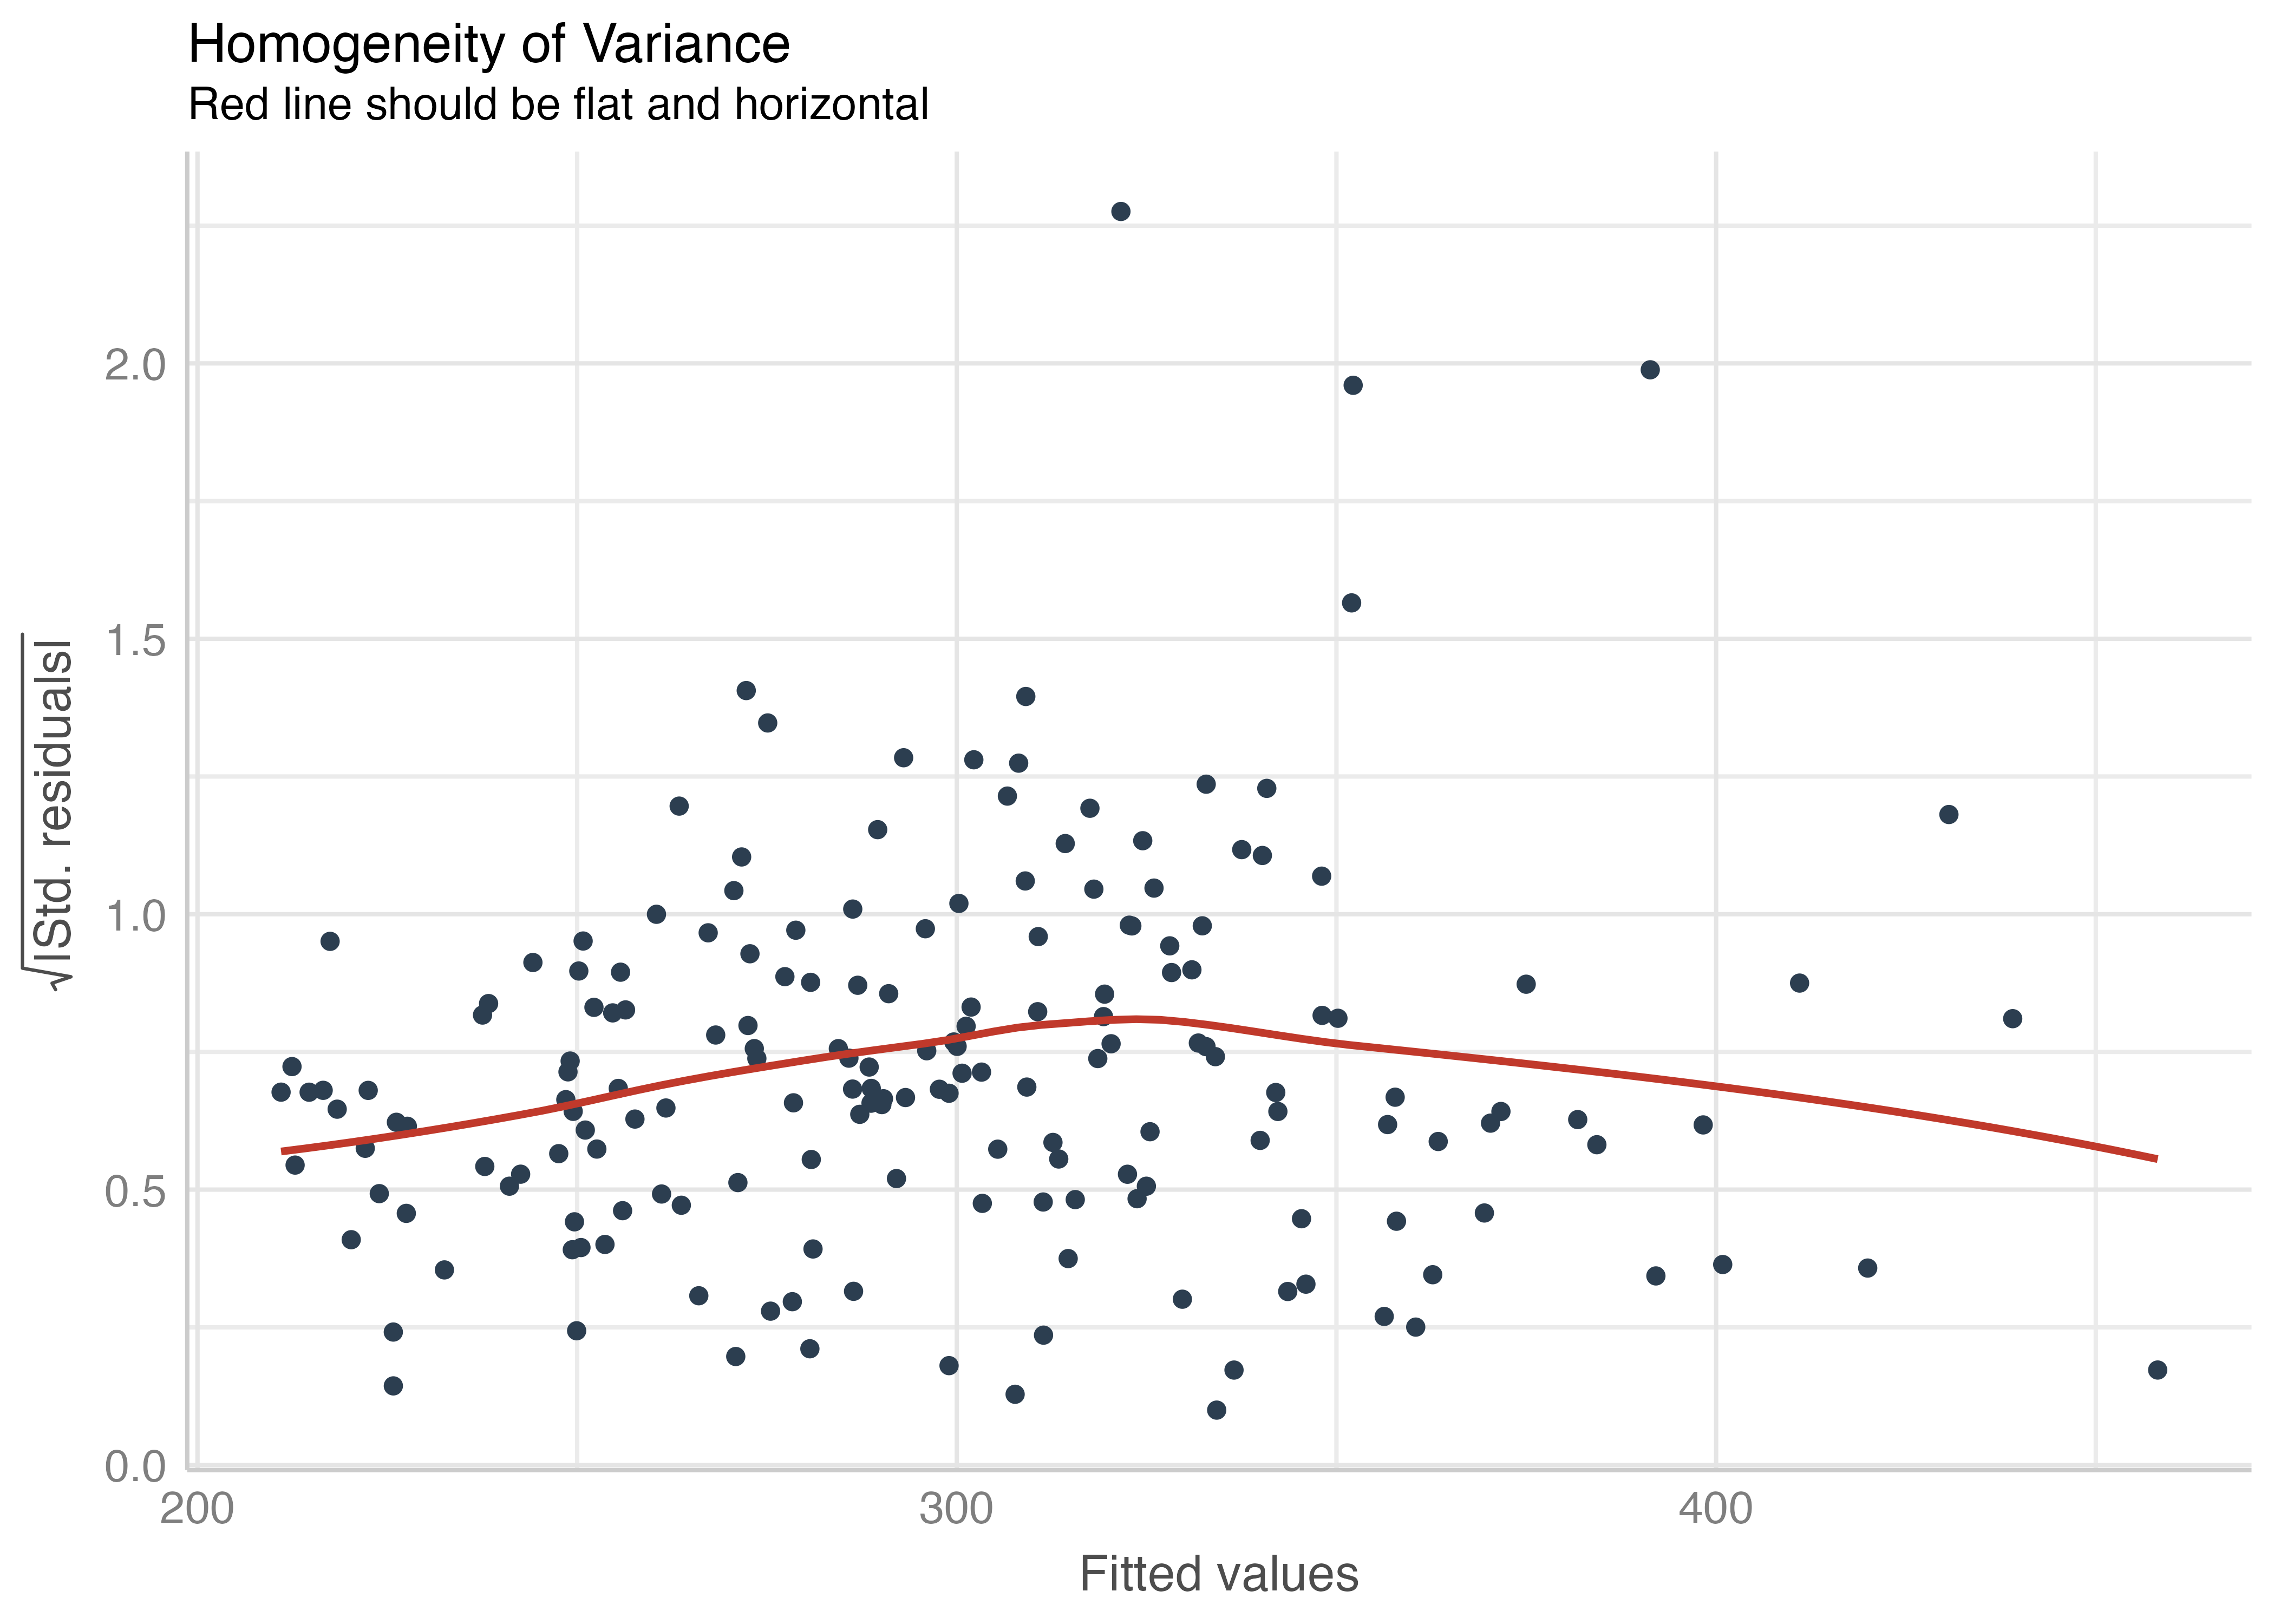 Homogeneity of Variance
Red line should be flat and horizontal
√|Std. residuals|
2.0
1.5
1.0
0.5
0.0
200
300
400
Fitted values